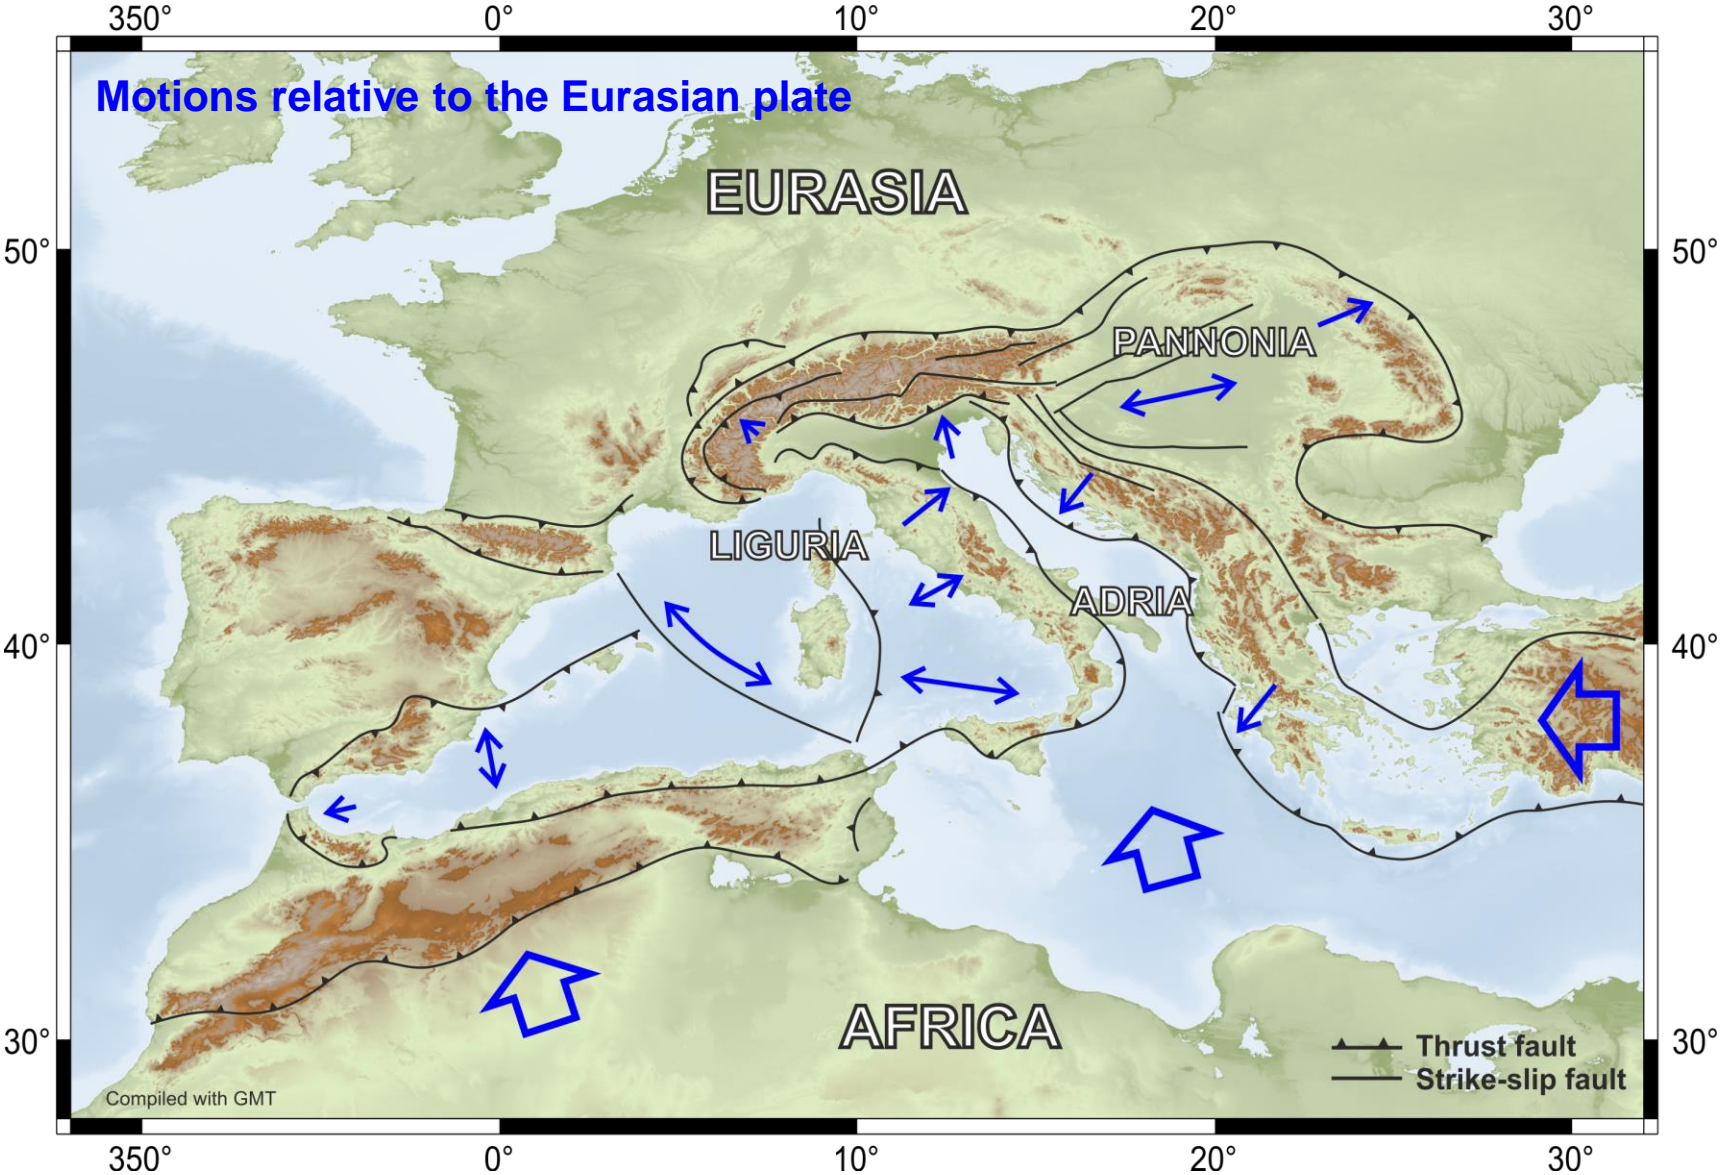 350° 0° 10° 20° 30°
Motions relative to the Eurasian plate
EURASIA
50° 50°
PANNONIA
LIGURIA
ADRIA
40° 40°
AFRICA
30° 30°
Thrust fault
Strike-slip fault
Compiled with GMT
350° 0° 10° 20° 30°